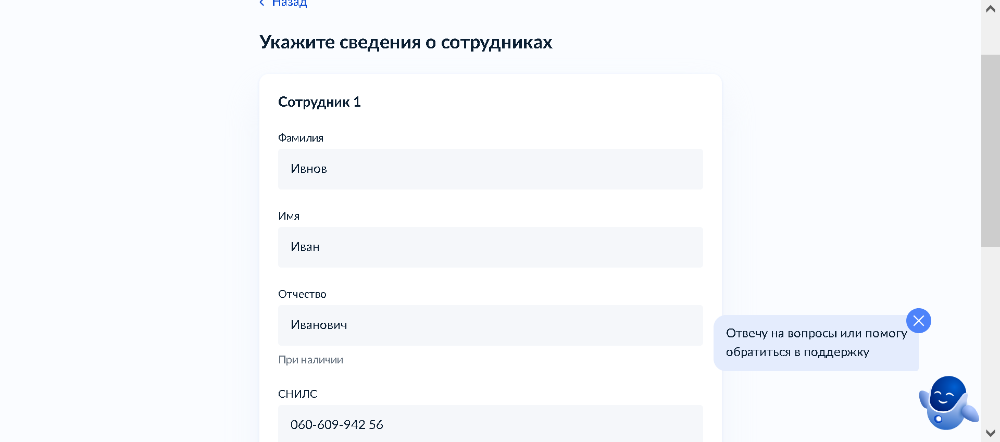 Назад
Укажите сведения о сотрудниках
Сотрудник 1
Фамилия
Ивнов
Имя
Иван
Отчество
Иванович
При наличии
СНИЛС
060-609-942 56
Отвечу на вопросы или помогу
обратиться в поддержку